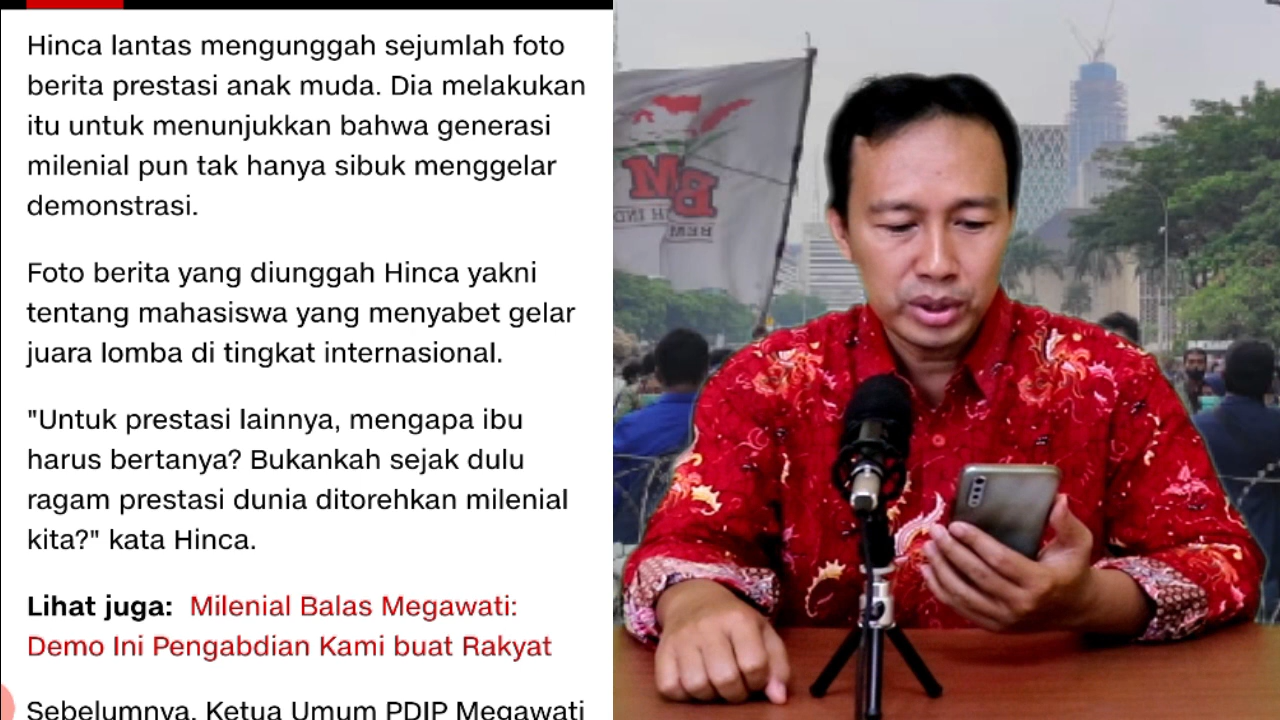 Hinca lantas mengunggah sejumlah foto
berita prestasi anak muda. Dia melakukan
itu untuk menunjukkan bahwa generasi
milenial pun tak hanya sibuk menggelar
demonstrasi.
Foto berita yang diunggah Hinca yakni
tentang mahasiswa yang menyabet gelar
juara lomba di tingkat internasional.
"Untuk prestasi lainnya, mengapa ibu
harus bertanya? Bukankah sejak dulu
ragam prestasi dunia ditorehkan milenial
kita?" kata Hinca.
Lihat juga: Milenial Balas Megawati:
Demo Ini Pengabdian Kami buat Rakyat
Sebelumnya, Ketua Umum PDIP Megawati